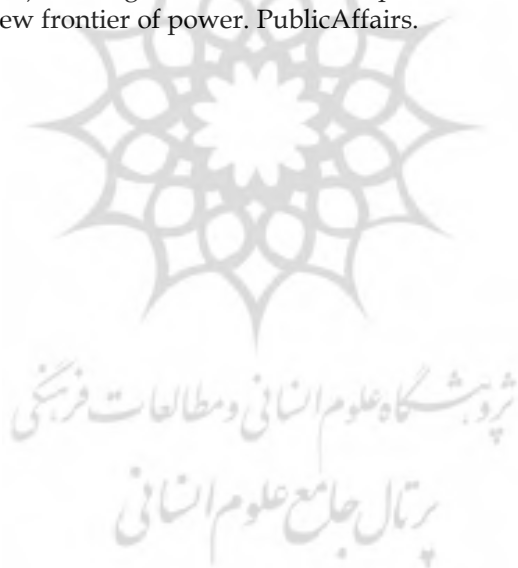 ew frontier of power. PublicAffairs.
پژوهشگاه علوم انسانی و مطالعات فرهنگی
پرتال جامع علوم انسانی